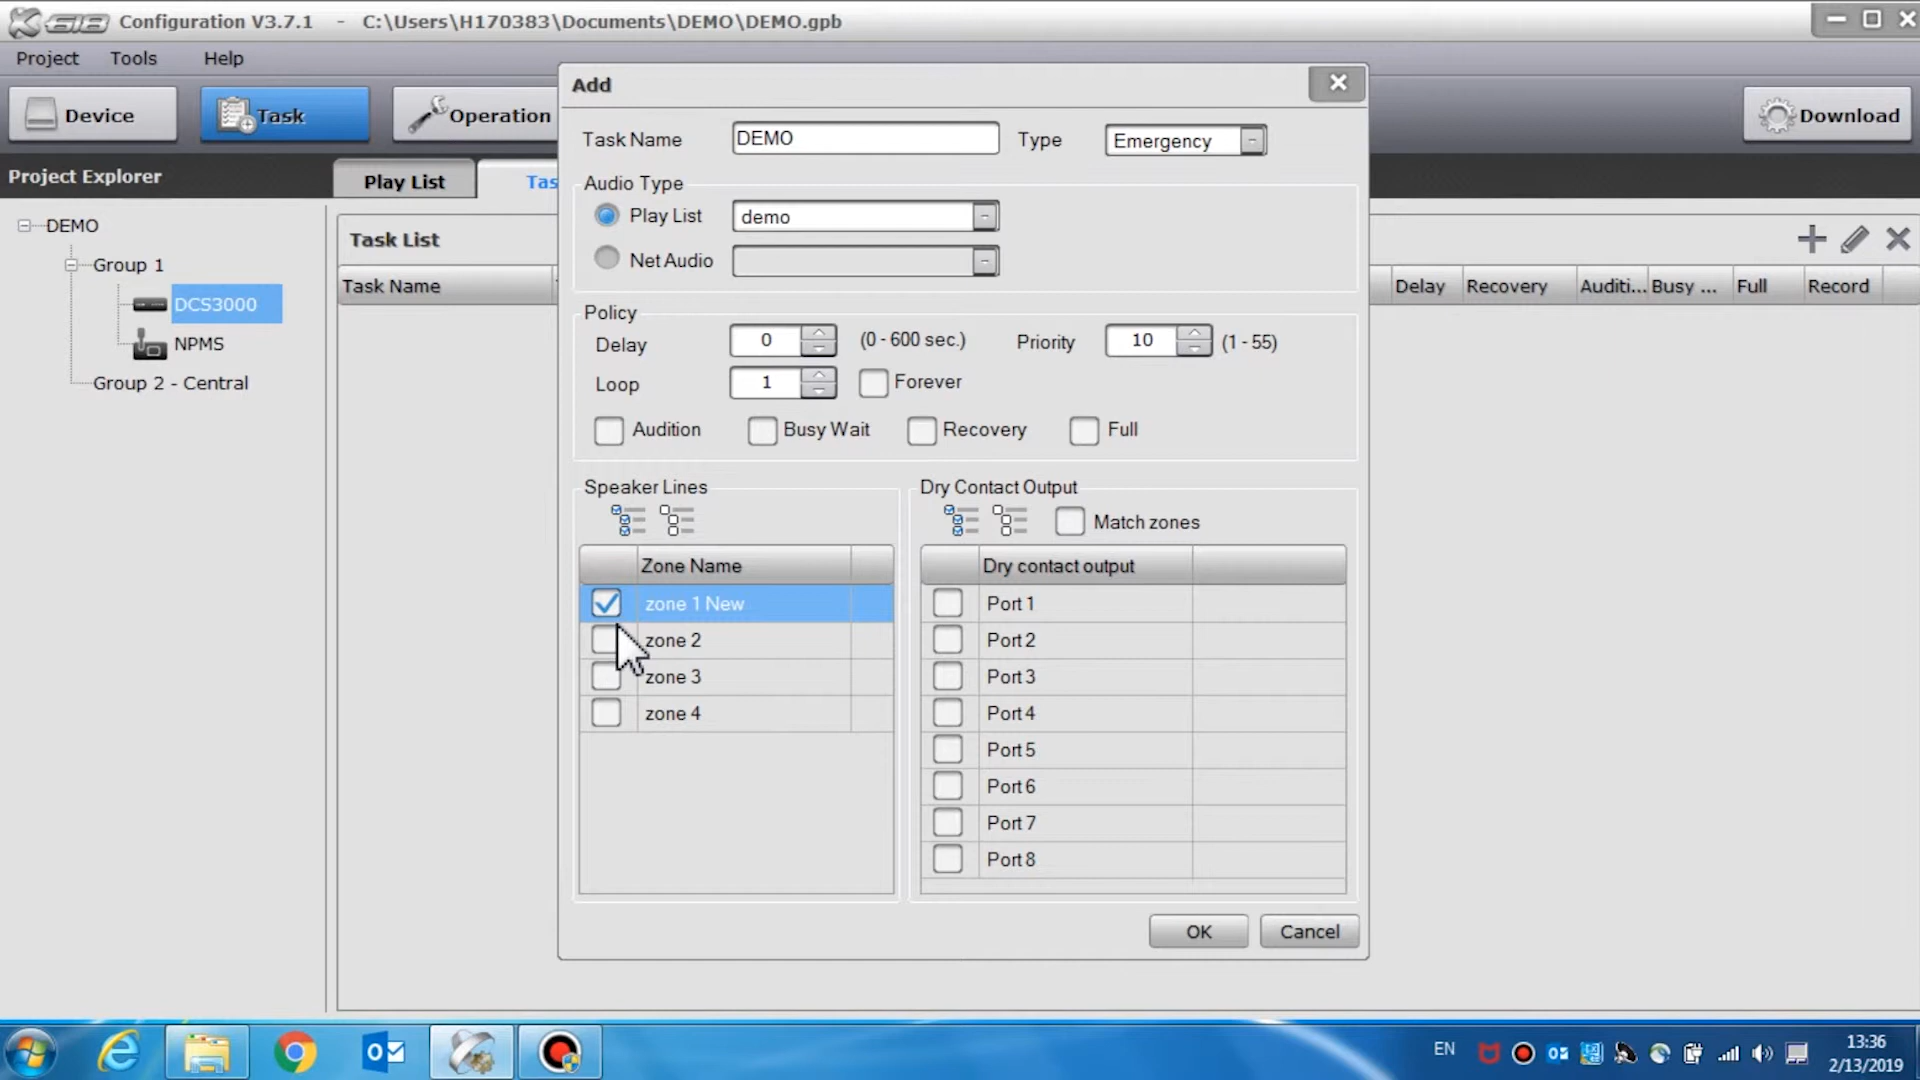 X-618 Configuration V3.7.1 - C:\Users\H170383\Documents\DEMO\DEMO.gpb
Project Tools Help
Device Task Operation Download
Add
Task Name DEMO Type Emergency
Audio Type
Play List demo
Net Audio
Policy
Delay 0 (0 - 600 sec.) Priority 10 (1 - 55)
Loop 1 Forever
Audition Busy Wait Recovery Full
Speaker Lines
Zone Name
zone 1 New
zone 2
zone 3
zone 4
Dry Contact Output
Match zones
Dry contact output
Port 1
Port 2
Port 3
Port 4
Port 5
Port 6
Port 7
Port 8
OK Cancel
Project Explorer
DEMO
Group 1
DCS3000
NPMS
Group 2 - Central
Play List Tas
Task List
Task Name Delay Recovery Auditi... Busy ... Full Record
EN 13:36
2/13/2019